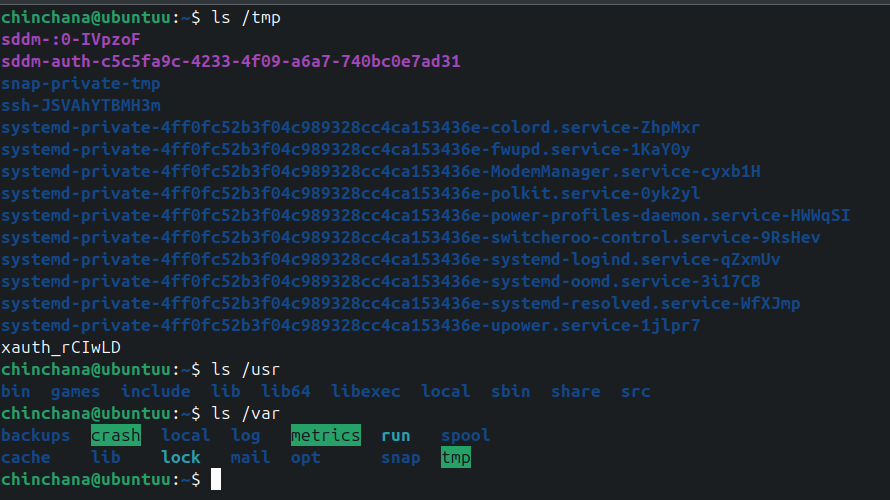 chinchana@ubuntuu:~$ ls /tmp
sddm-:0-IVpzoF
sddm-auth-c5c5fa9c-4233-4f09-a6a7-740bc0e7ad31
snap-private-tmp
ssh-JSVAhYTBMH3m
systemd-private-4ff0fc52b3f04c989328cc4ca153436e-colord.service-ZhpMxr
systemd-private-4ff0fc52b3f04c989328cc4ca153436e-fwupd.service-1KaY0y
systemd-private-4ff0fc52b3f04c989328cc4ca153436e-ModemManager.service-cyxb1H
systemd-private-4ff0fc52b3f04c989328cc4ca153436e-polkit.service-0yk2yl
systemd-private-4ff0fc52b3f04c989328cc4ca153436e-power-profiles-daemon.service-HWWqSI
systemd-private-4ff0fc52b3f04c989328cc4ca153436e-switcheroo-control.service-9RsHev
systemd-private-4ff0fc52b3f04c989328cc4ca153436e-systemd-logind.service-qZxmUv
systemd-private-4ff0fc52b3f04c989328cc4ca153436e-systemd-oomd.service-3i17CB
systemd-private-4ff0fc52b3f04c989328cc4ca153436e-systemd-resolved.service-WfXJmp
systemd-private-4ff0fc52b3f04c989328cc4ca153436e-upower.service-1jlpr7
xauth_rCIwLD
chinchana@ubuntuu:~$ ls /usr
bin  games  include  lib  lib64  libexec  local  sbin  share  src
chinchana@ubuntuu:~$ ls /var
backups  crash  local  log   metrics  run   spool
cache    lib    lock   mail  opt      snap  tmp
chinchana@ubuntuu:~$